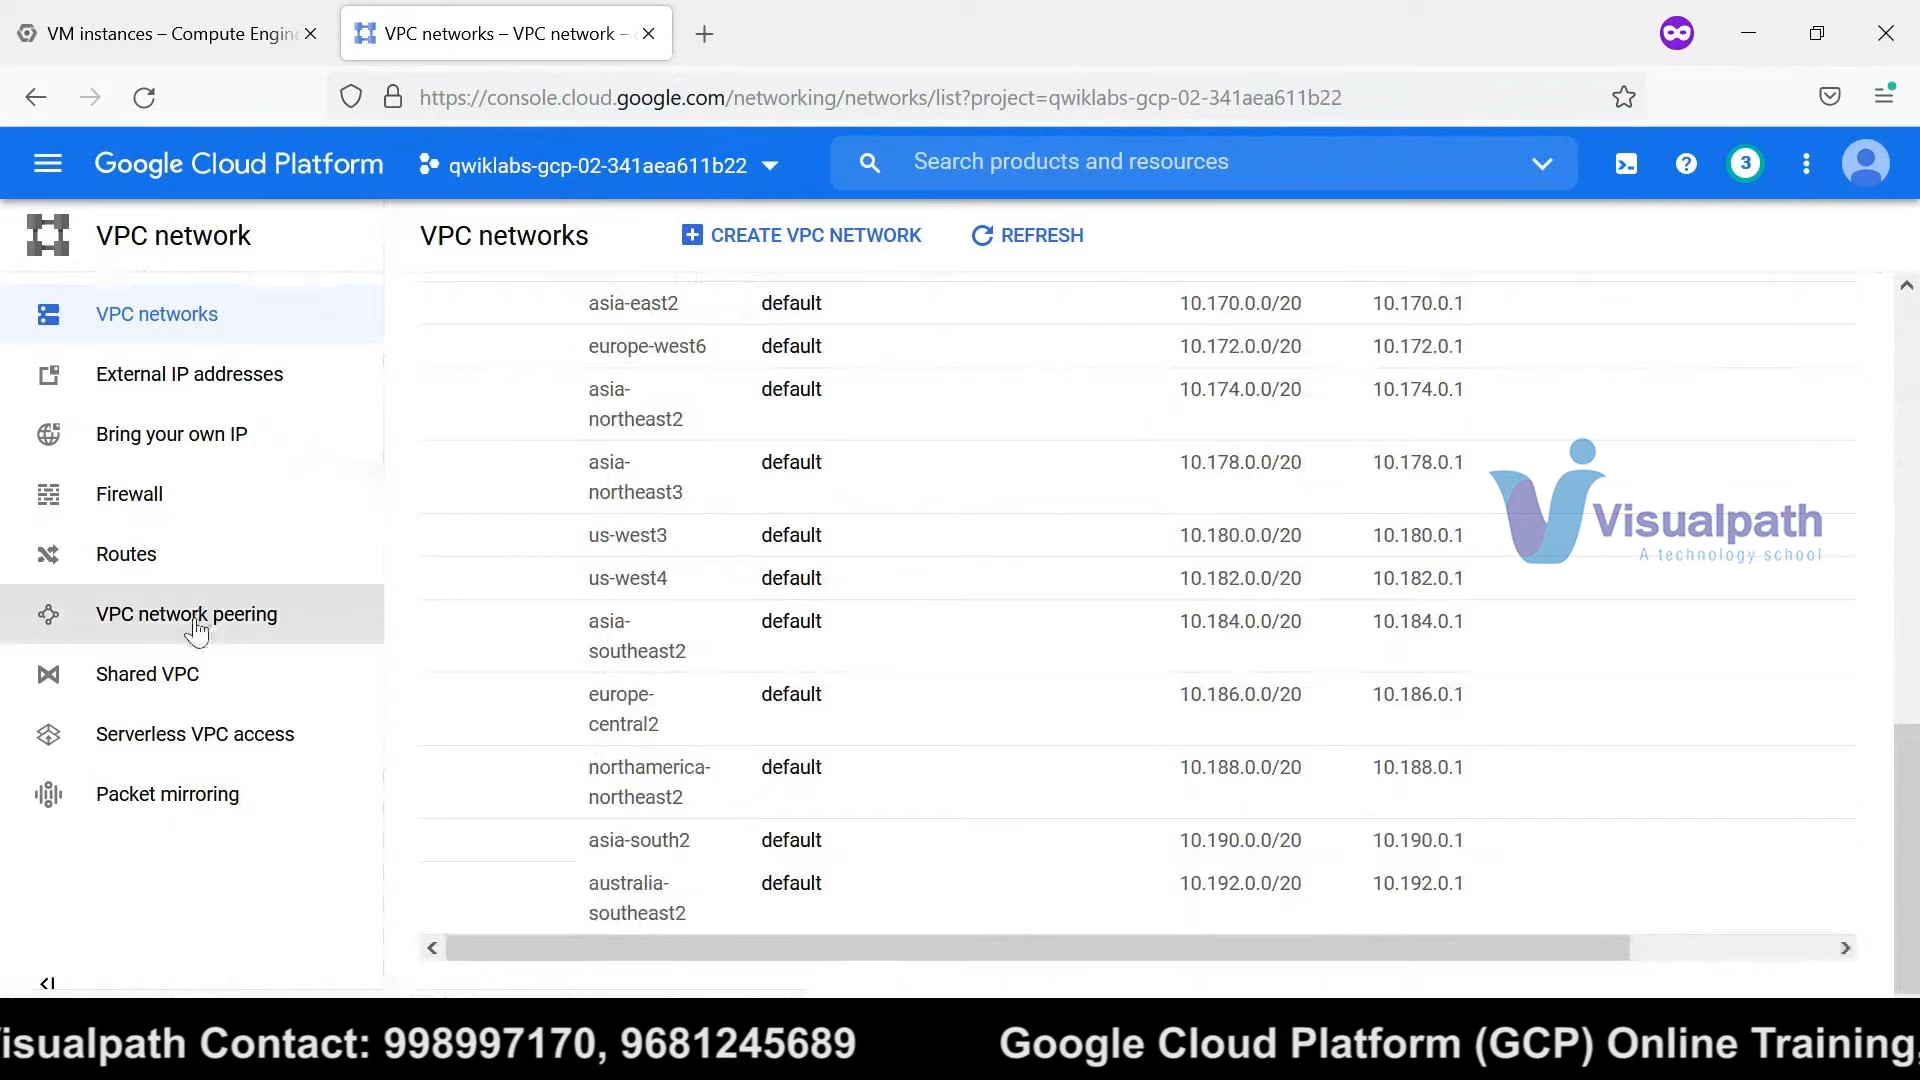 VM instances – Compute Engin
VPC networks – VPC network –
https://console.cloud.google.com/networking/networks/list?project=qwiklabs-gcp-02-341aea611b22
Google Cloud Platform
qwiklabs-gcp-02-341aea611b22
Search products and resources
3
VPC network
VPC networks
CREATE VPC NETWORK
REFRESH
VPC networks
External IP addresses
Bring your own IP
Firewall
Routes
VPC network peering
Shared VPC
Serverless VPC access
Packet mirroring
asia-east2 default 10.170.0.0/20 10.170.0.1
europe-west6 default 10.172.0.0/20 10.172.0.1
asia- default 10.174.0.0/20 10.174.0.1
northeast2
asia- default 10.178.0.0/20 10.178.0.1
northeast3
us-west3 default 10.180.0.0/20 10.180.0.1
us-west4 default 10.182.0.0/20 10.182.0.1
asia- default 10.184.0.0/20 10.184.0.1
southeast2
europe- default 10.186.0.0/20 10.186.0.1
central2
northamerica- default 10.188.0.0/20 10.188.0.1
northeast2
asia-south2 default 10.190.0.0/20 10.190.0.1
australia- default 10.192.0.0/20 10.192.0.1
southeast2
Visualpath
A technology school
isualpath Contact: 998997170, 9681245689 Google Cloud Platform (GCP) Online Training,